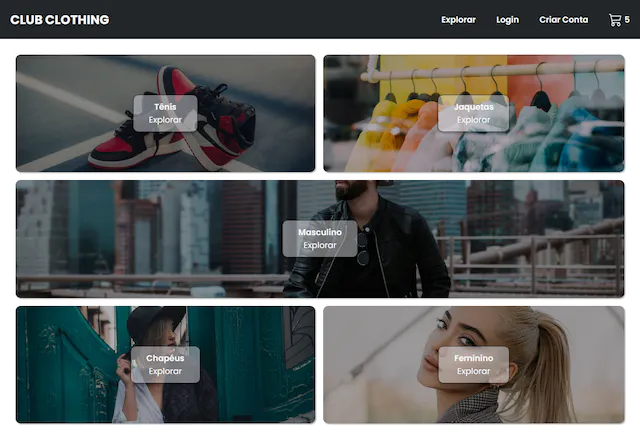 CLUB CLOTHING
Explorar
Login
Criar Conta
5
Tênis
Explorar
Jaquetas
Explorar
Masculino
Explorar
Chapéus
Explorar
Feminino
Explorar